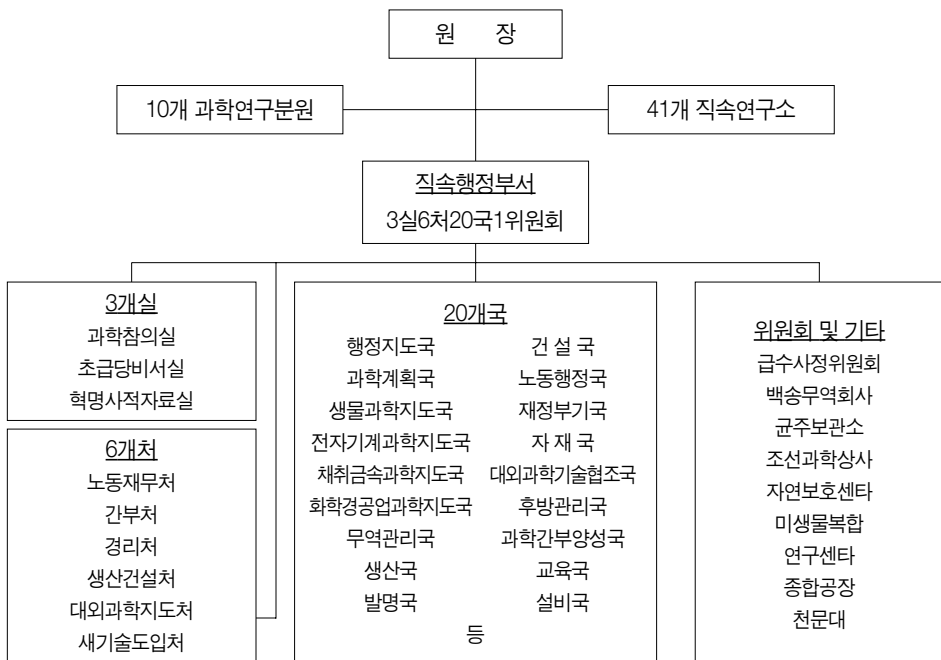 원 장
10개 과학연구분원
41개 직속연구소
직속행정부서
3실6처20국1위원회
3개실
과학참의실
초급당비서실
혁명사적자료실
6개처
노동재무처
간부처
경리처
생산건설처
대외과학지도처
새기술도입처
20개국
행정지도국 건 설 국
과학계획국 노동행정국
생물과학지도국 재정부기국
전자기계과학지도국 자 재 국
채취금속과학지도국 대외과학기술협조국
화학경공업과학지도국 후방관리국
무역관리국 과학간부양성국
생산국 교육국
발명국 설비국
등
위원회 및 기타
급수사정위원회
백송무역회사
균주보관소
조선과학상사
자연보호센타
미생물복합
연구센타
종합공장
천문대